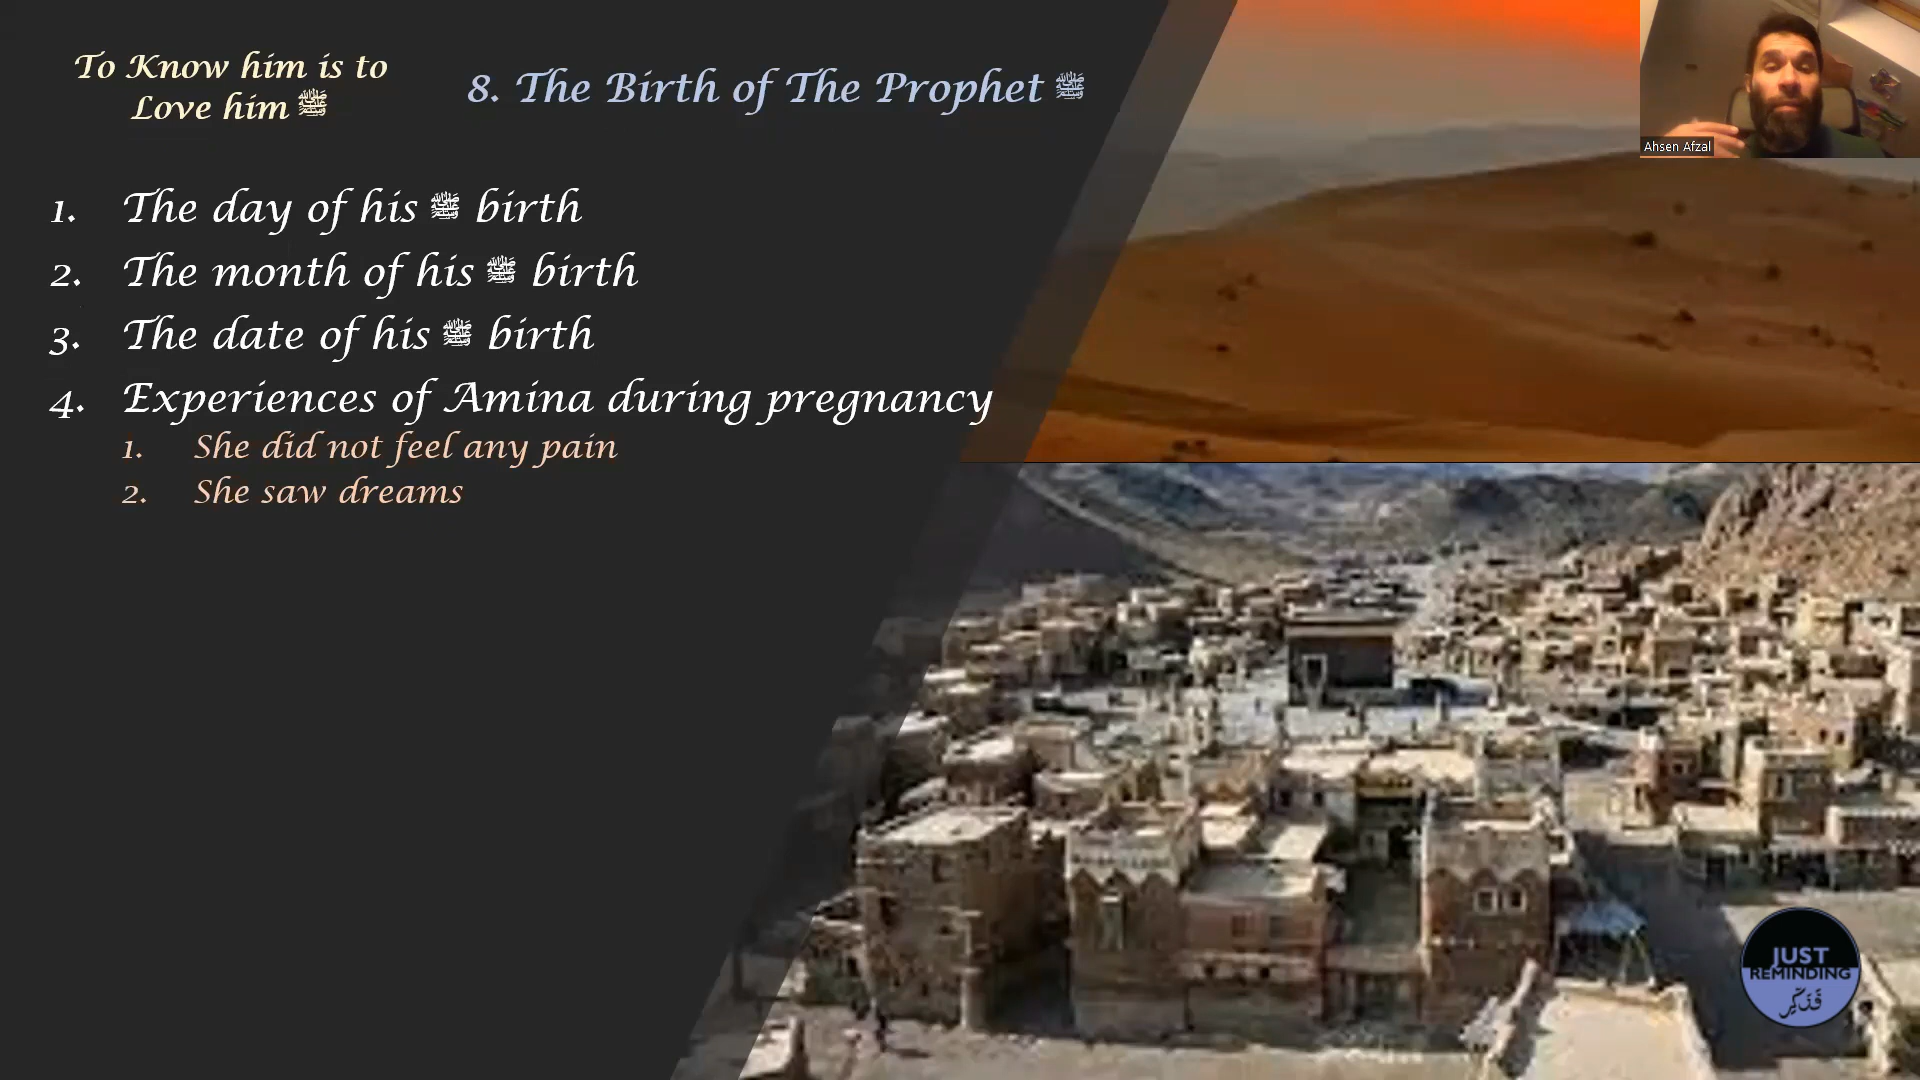 To Know him is to
Love him ﷺ
8. The Birth of The Prophet ﷺ
Ahsen Afzal
1. The day of his ﷺ birth
2. The month of his ﷺ birth
3. The date of his ﷺ birth
4. Experiences of Amina during pregnancy
1. She did not feel any pain
2. She saw dreams
JUST
REMINDING
فَذَكِّرْ